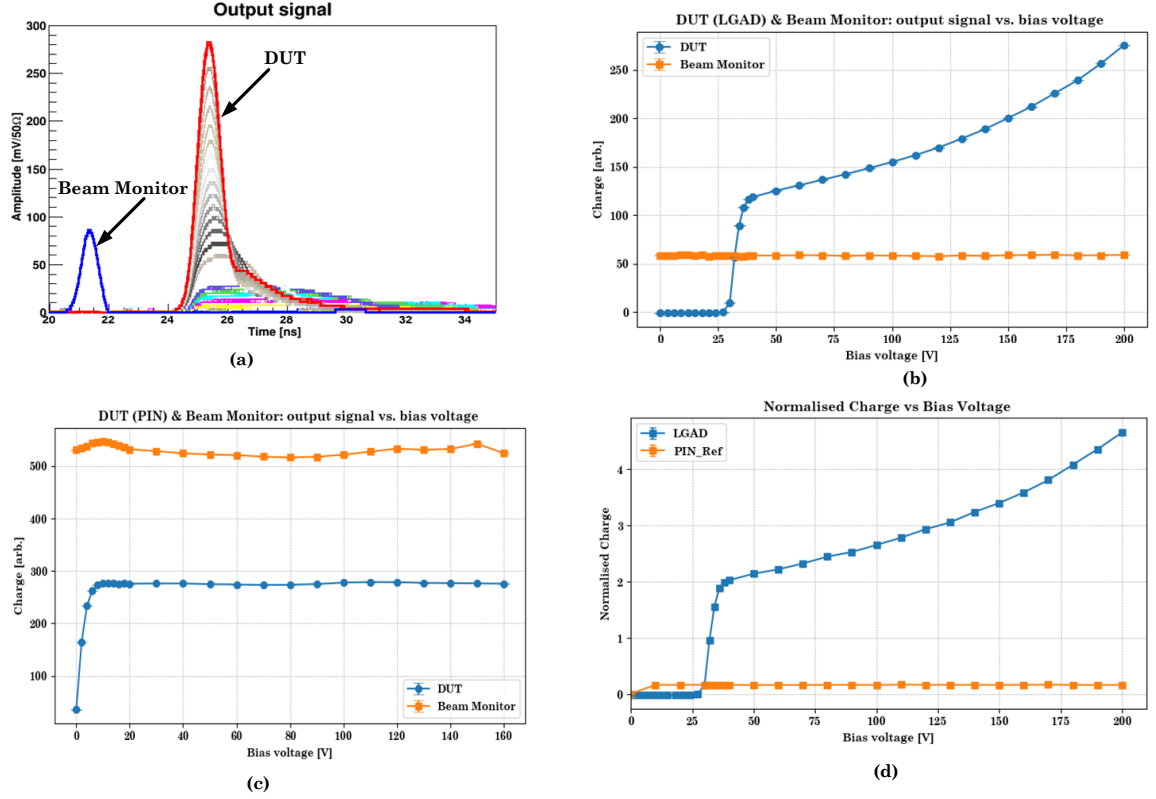 Output signal
Amplitude [mV/50Ω]
300
250
200
150
100
50
0
Beam Monitor
DUT
20 22 24 26 28 30 32 34
Time [ns]
(a)
DUT (LGAD) & Beam Monitor: output signal vs. bias voltage
DUT
Beam Monitor
Charge [arb.]
250
200
150
100
50
0
0 25 50 75 100 125 150 175 200
Bias voltage [V]
(b)
DUT (PIN) & Beam Monitor: output signal vs. bias voltage
Charge [arb.]
500
400
300
200
100
DUT
Beam Monitor
0 20 40 60 80 100 120 140 160
Bias voltage [V]
(c)
Normalised Charge vs Bias Voltage
LGAD
PIN_Ref
Normalised Charge
4
3
2
1
0
0 25 50 75 100 125 150 175 200
Bias voltage [V]
(d)